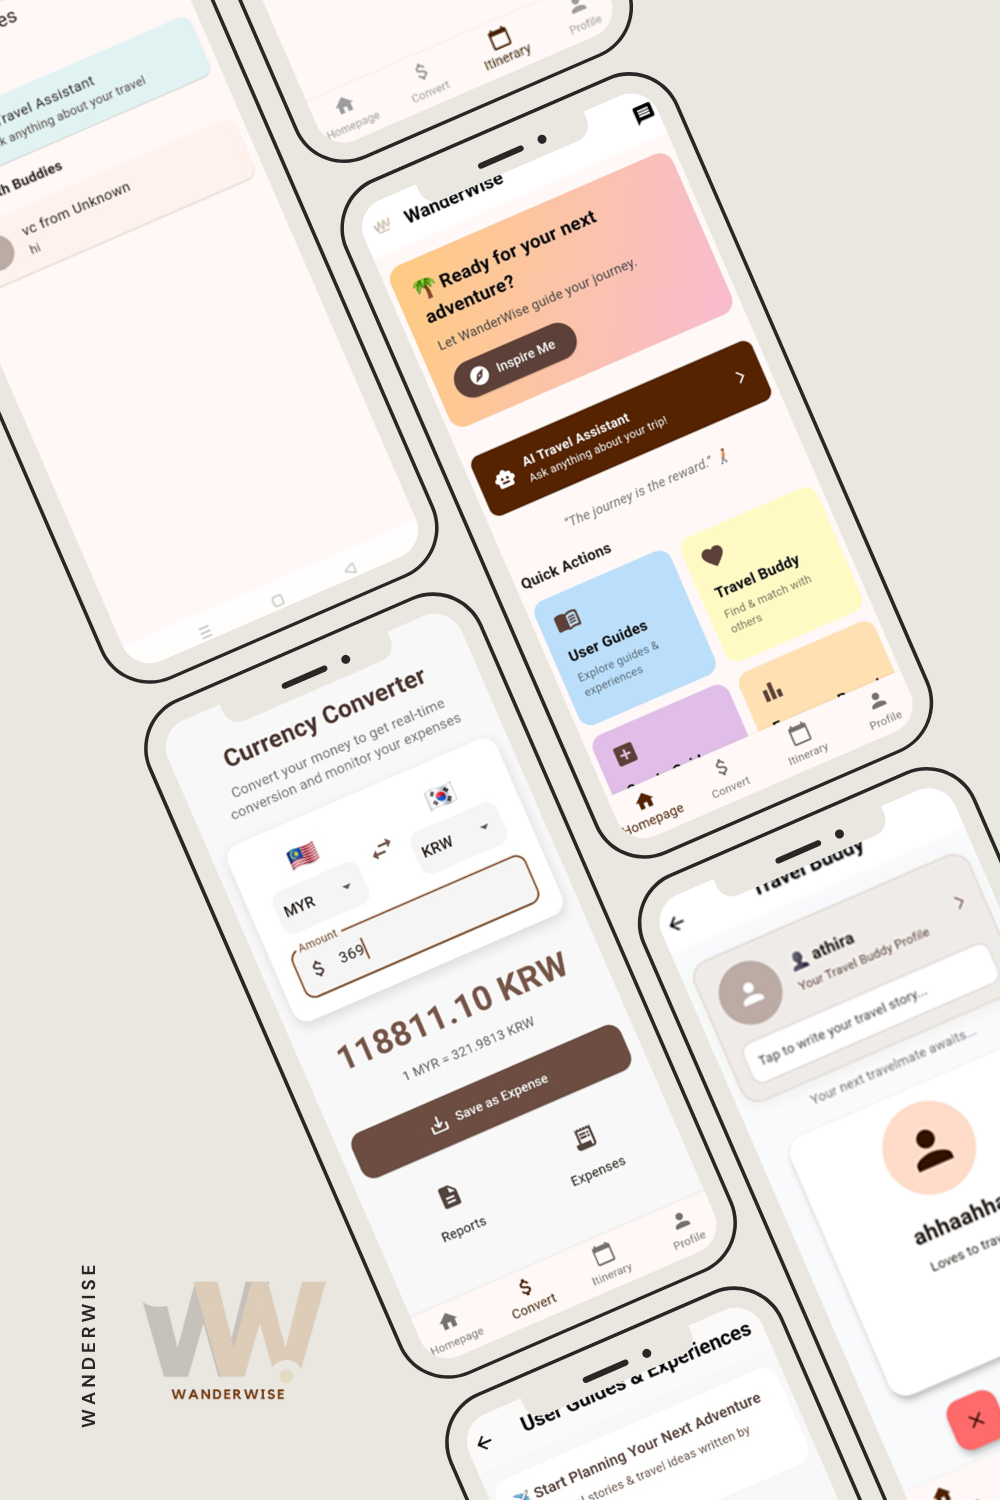 es
Travel Assistant
k anything about your travel
th Buddies
vc from Unknown
hi
Homepage
Convert
Itinerary
Profile
Wanderwise
🌴 Ready for your next
adventure?
Let WanderWise guide your journey.
Inspire Me
AI Travel Assistant
Ask anything about your trip!
"The journey is the reward." 🚶
Quick Actions
User Guides
Explore guides &
experiences
Travel Buddy
Find & match with
others
Homepage
Convert
Itinerary
Profile
Currency Converter
Convert your money to get real-time
conversion and monitor your expenses
🇲🇾
🇰🇷
MYR
KRW
Amount
$ 369
118811.10 KRW
1 MYR = 321.9813 KRW
Save as Expense
Reports
Expenses
Homepage
Convert
Itinerary
Profile
Travel Buddy
👤 athira
Your Travel Buddy Profile
Tap to write your travel story...
Your next travelmate awaits...
ahhaahha
Loves to trav
User Guides & Experiences
Start Planning Your Next Adventure
l stories & travel ideas written by
WANDERWISE
WW
WANDERWISE